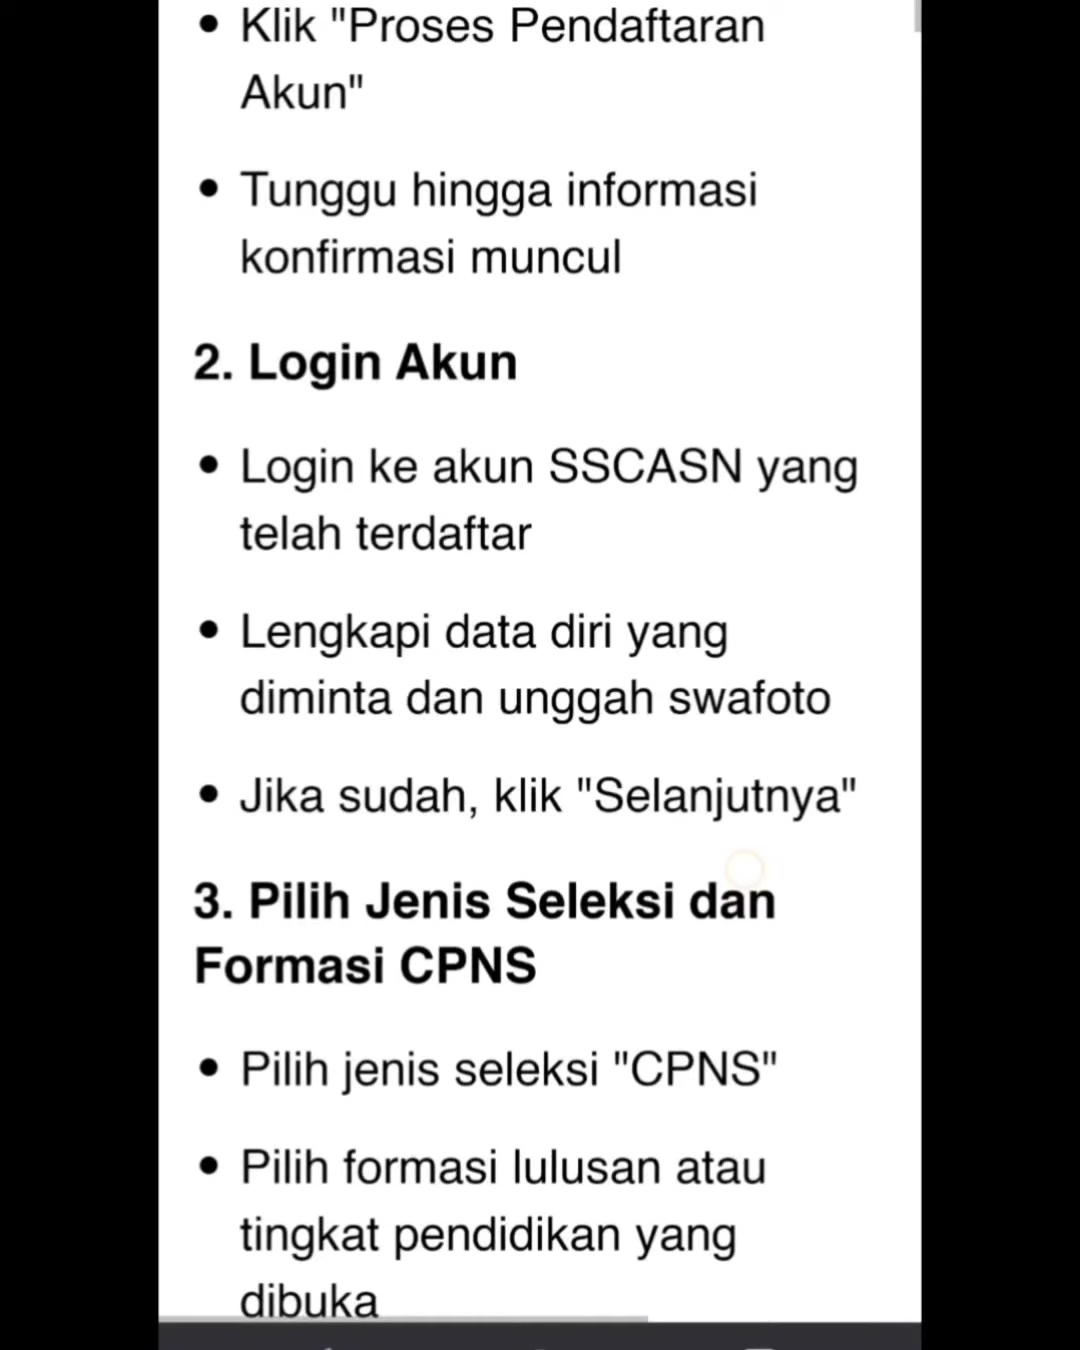 • Klik "Proses Pendaftaran
Akun"
• Tunggu hingga informasi
konfirmasi muncul
2. Login Akun
• Login ke akun SSCASN yang
telah terdaftar
• Lengkapi data diri yang
diminta dan unggah swafoto
• Jika sudah, klik "Selanjutnya"
3. Pilih Jenis Seleksi dan
Formasi CPNS
• Pilih jenis seleksi "CPNS"
• Pilih formasi lulusan atau
tingkat pendidikan yang
dibuka